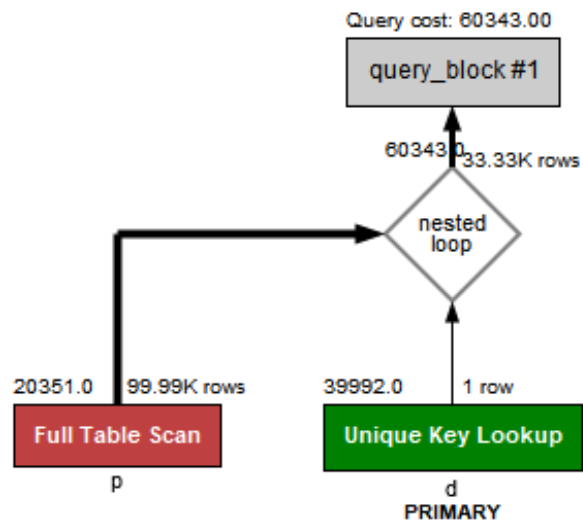 Query cost: 60343.00
query_block #1
60343.0
33.33K rows
nested
loop
20351.0
99.99K rows
39992.0
1 row
Full Table Scan
Unique Key Lookup
p
d
PRIMARY